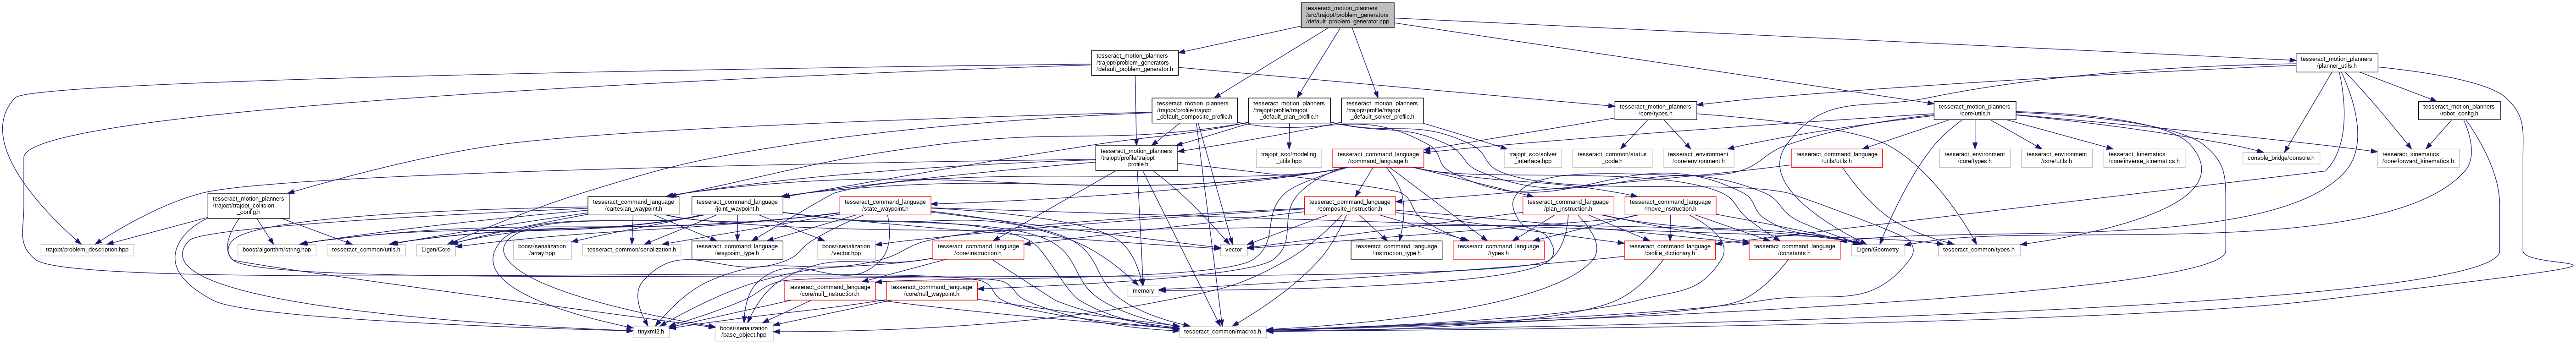 tesseract_motion_planners
/src/trajopt/problem_generators
/default_problem_generator.cpp
tesseract_motion_planners
/trajopt/problem_generators
/default_problem_generator.h
tesseract_motion_planners
/planner_utils.h
tesseract_motion_planners
/trajopt/profile/trajopt
_default_composite_profile.h
tesseract_motion_planners
/trajopt/profile/trajopt
_default_plan_profile.h
tesseract_motion_planners
/trajopt/profile/trajopt
_default_solver_profile.h
tesseract_motion_planners
/core/types.h
tesseract_motion_planners
/core/utils.h
tesseract_motion_planners
/robot_config.h
tesseract_motion_planners
/trajopt/profile/trajopt
_profile.h
trajopt_sco/modeling
_utils.hpp
tesseract_command_language
/command_language.h
trajopt_sco/solver
_interface.hpp
tesseract_common/status
_code.h
tesseract_environment
/core/environment.h
tesseract_command_language
/utils/utils.h
tesseract_environment
/core/types.h
tesseract_environment
/core/utils.h
tesseract_kinematics
/core/inverse_kinematics.h
console_bridge/console.h
tesseract_kinematics
/core/forward_kinematics.h
tesseract_motion_planners
/trajopt/trajopt_collision
_config.h
tesseract_command_language
/cartesian_waypoint.h
tesseract_command_language
/joint_waypoint.h
tesseract_command_language
/state_waypoint.h
tesseract_command_language
/composite_instruction.h
tesseract_command_language
/plan_instruction.h
tesseract_command_language
/move_instruction.h
trajopt/problem_description.hpp
boost/algorithm/string.hpp
tesseract_common/utils.h
Eigen/Core
boost/serialization
/array.hpp
tesseract_common/serialization.h
tesseract_command_language
/waypoint_type.h
boost/serialization
/vector.hpp
tesseract_command_language
/core/instruction.h
vector
tesseract_command_language
/instruction_type.h
tesseract_command_language
/types.h
tesseract_command_language
/profile_dictionary.h
tesseract_command_language
/constants.h
Eigen/Geometry
tesseract_common/types.h
tesseract_command_language
/core/null_instruction.h
tesseract_command_language
/core/null_waypoint.h
memory
tinyxml2.h
boost/serialization
/base_object.hpp
tesseract_common/macros.h